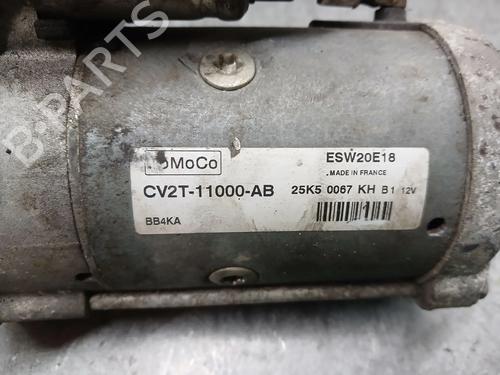 B-PARTS
MoCo
ESW20E18
MADE IN FRANCE
CV2T-11000-AB 25K5 0067 KH B1 12V
BB4KA